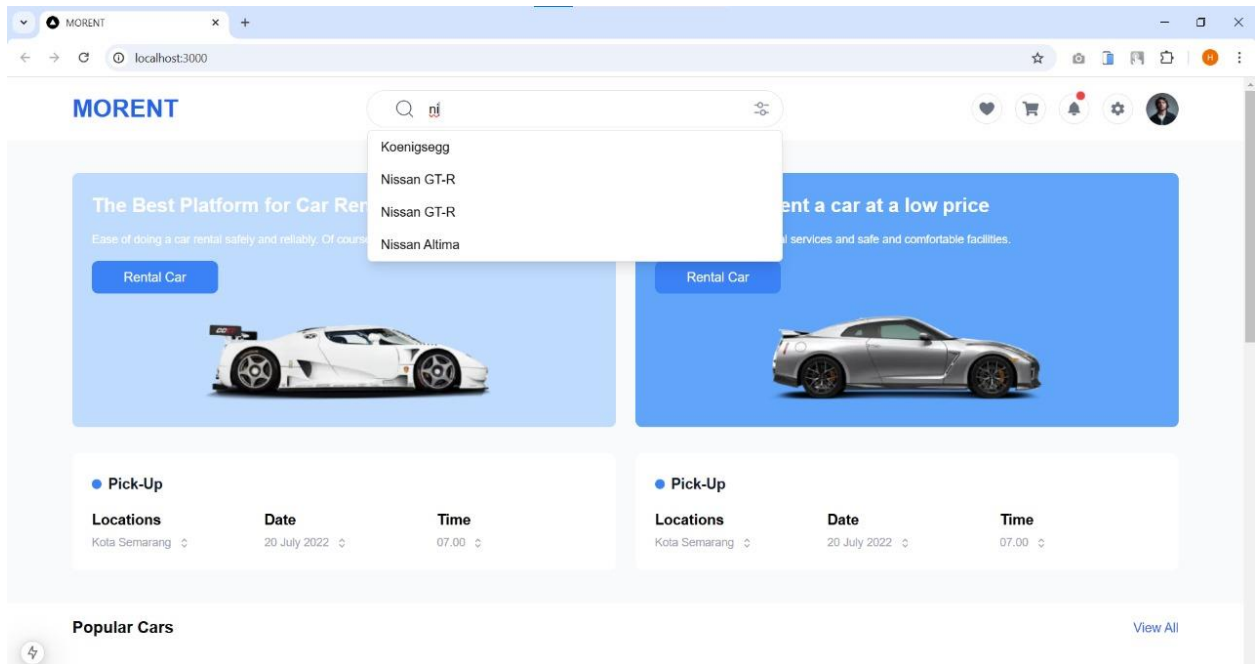 MORENT
localhost:3000
H
MORENT
ni
Koenigsegg
Nissan GT-R
Nissan GT-R
Nissan Altima
The Best Platform for Car Ren
Ease of doing a car rental safely and reliably. Of cours
Rental Car
ent a car at a low price
l services and safe and comfortable facilities.
Rental Car
Pick-Up
Locations Date Time
Kota Semarang 20 July 2022 07.00
Pick-Up
Locations Date Time
Kota Semarang 20 July 2022 07.00
Popular Cars
View All